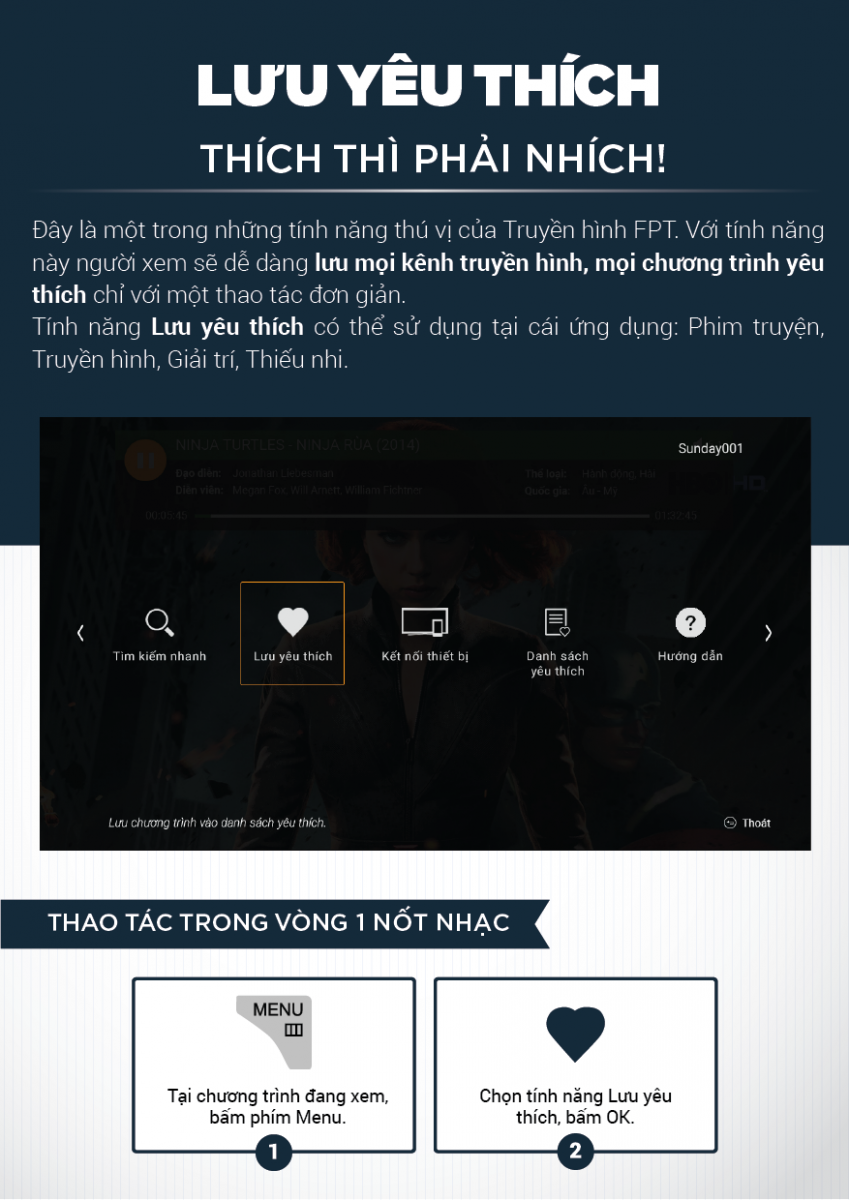 LƯU YÊU THÍCH
THÍCH THÌ PHẢI NHÍCH!
Đây là một trong những tính năng thú vị của Truyền hình FPT. Với tính năng
này người xem sẽ dễ dàng lưu mọi kênh truyền hình, mọi chương trình yêu
thích chỉ với một thao tác đơn giản.
Tính năng Lưu yêu thích có thể sử dụng tại cái ứng dụng: Phim truyện,
Truyền hình, Giải trí, Thiếu nhi.
NINJA TURTLES - NINJA RÙA (2014)
Sunday001
Đạo diễn: Jonathan Liebesman
Thể loại: Hành động, Hài
Diễn viên: Megan Fox, Will Arnett, William Fichtner
Quốc gia: Âu - Mỹ
HD
00:05:45
01:20:45
Tìm kiếm nhanh
Lưu yêu thích
Kết nối thiết bị
Danh sách
yêu thích
?
Hướng dẫn
Lưu chương trình vào danh sách yêu thích.
Thoát
THAO TÁC TRONG VÒNG 1 NỐT NHẠC
MENU
Tại chương trình đang xem,
bấm phím Menu.
1
Chọn tính năng Lưu yêu
thích, bấm OK.
2